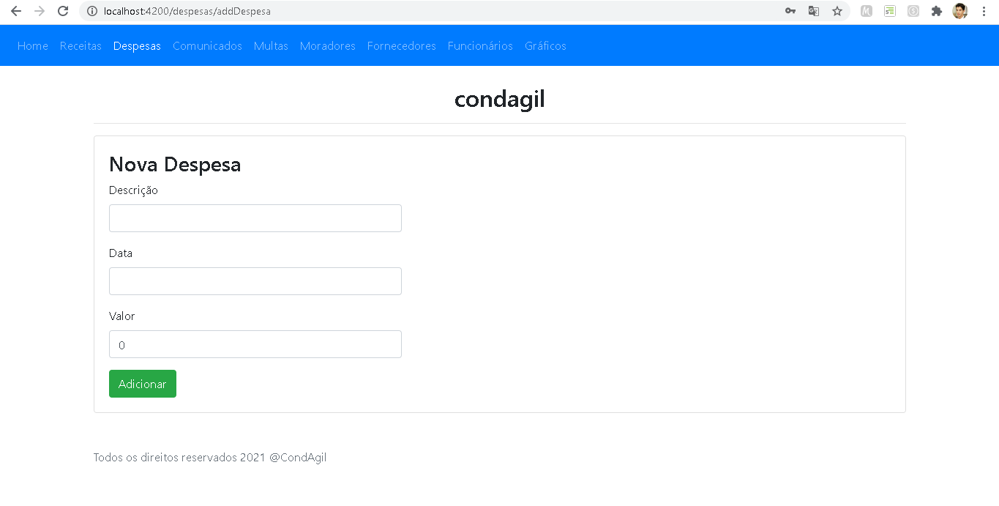 localhost:4200/despesas/addDespesa
Home Receitas Despesas Comunicados Multas Moradores Fornecedores Funcionários Gráficos
condagil
Nova Despesa
Descrição
Data
Valor
0
Adicionar
Todos os direitos reservados 2021 @CondAgil